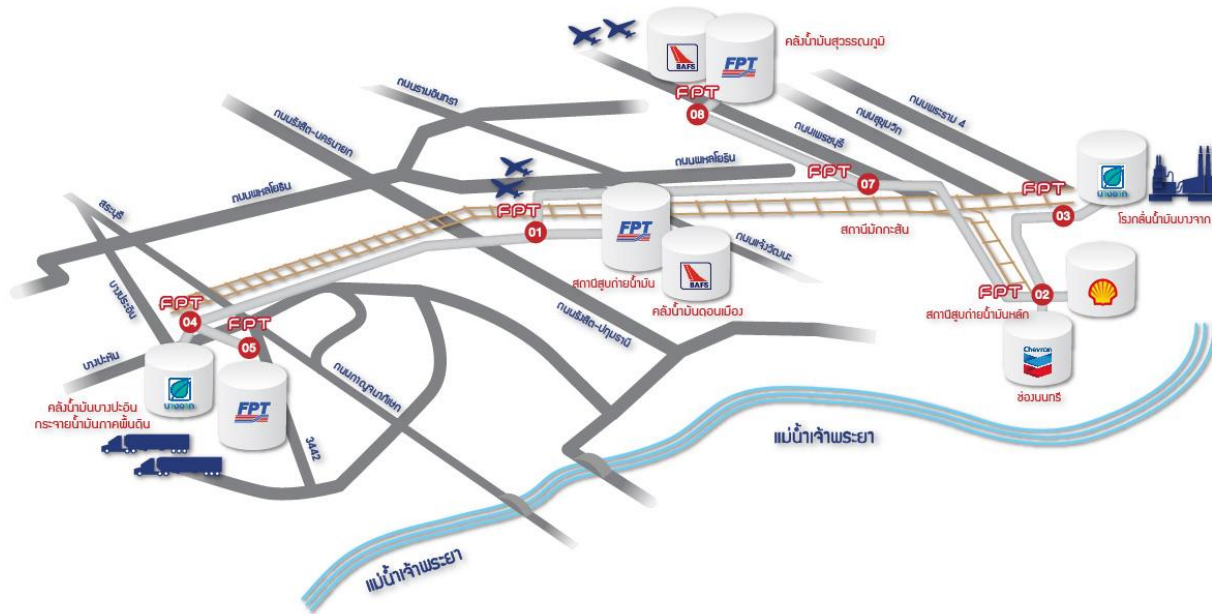 คลังน้ำมันสุวรรณภูมิ
BAFS
FPT
FPT
08
ถนนรามอินทรา
ถนนรังสิต-นครนายก
ถนนพหลโยธิน
ถนนพหลโยธิน
ถนนเพรชบุรี
ถนนสุขุมวิท
ถนนพระราม 4
FPT
07
FPT
03
บางจาก
โรงกลั่นน้ำมันบางจาก
สถานีมักกะสัน
FPT
01
FPT
สถานีสูบถ่ายน้ำมัน
BAFS
คลังน้ำมันดอนเมือง
ถนนแจ้งวัฒนะ
สระบุรี
บางปะอิน
บางปะหัน
FPT
04
FPT
05
บางจาก
FPT
คลังน้ำมันบางปะอิน
กระจายน้ำมันภาคพื้นดิน
3442
ถนนกาญจนาภิเษก
ถนนรังสิต-ปทุมธานี
FPT
02
สถานีสูบถ่ายน้ำมันหลัก
Chevron
ช่องนนทรี
แม่น้ำเจ้าพระยา
แม่น้ำเจ้าพระยา